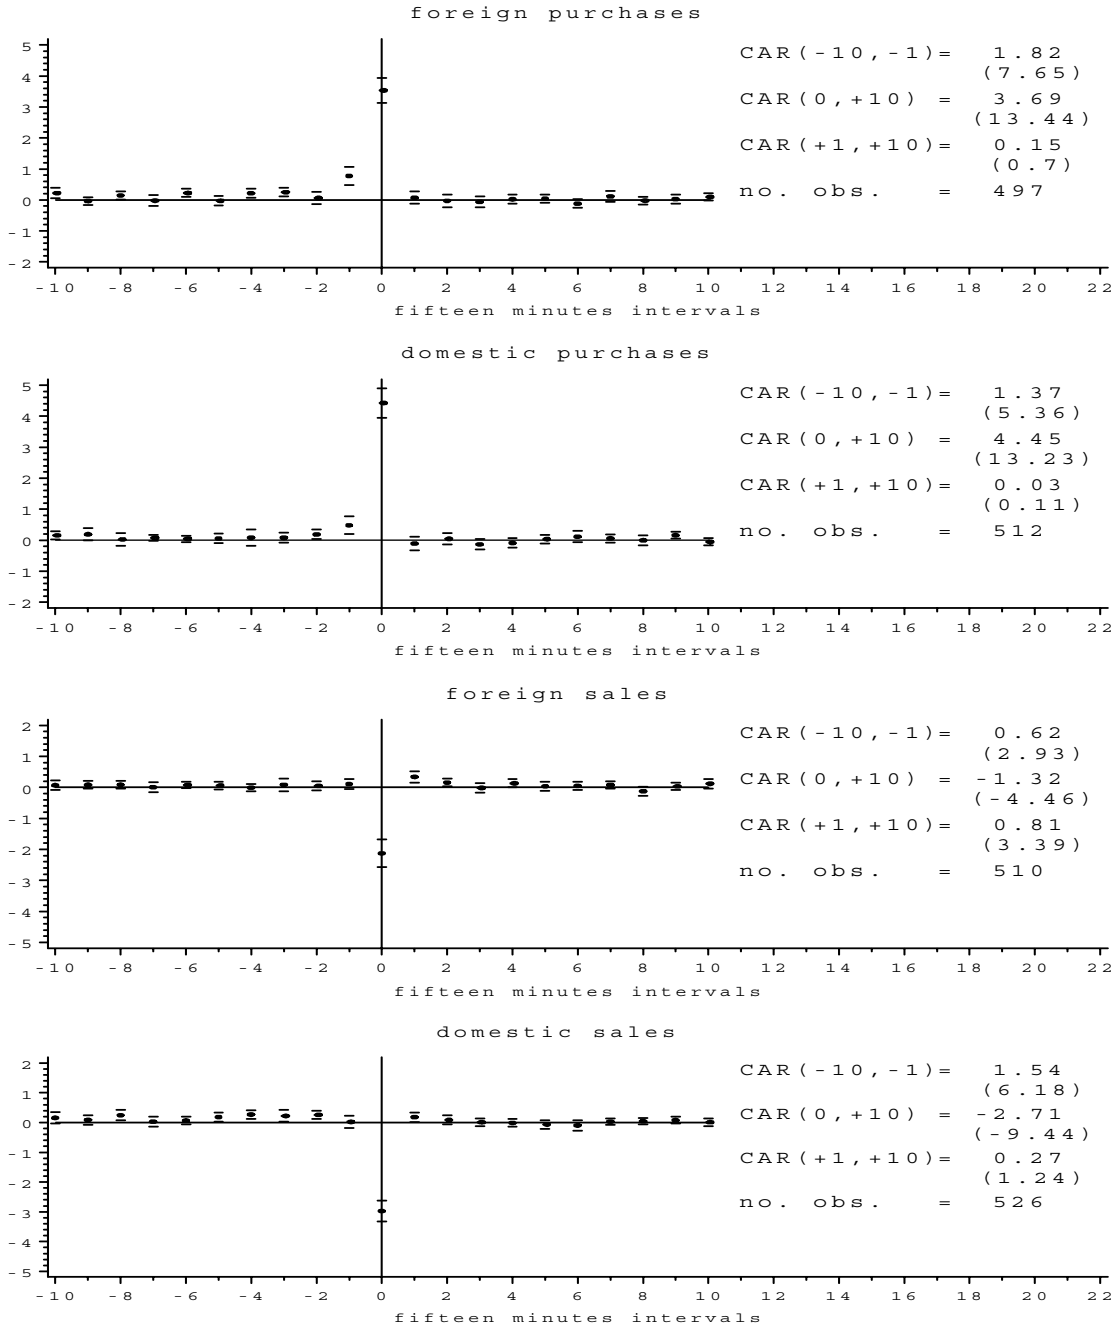 foreign purchases
5
4
3
2
1
0
-1
-2
CAR(-10,-1)= 1.82
(7.65)
CAR(0,+10) = 3.69
(13.44)
CAR(+1,+10)= 0.15
(0.7)
no. obs. = 497
-10 -8 -6 -4 -2 0 2 4 6 8 10 12 14 16 18 20 22
fifteen minutes intervals
domestic purchases
5
4
3
2
1
0
-1
-2
CAR(-10,-1)= 1.37
(5.36)
CAR(0,+10) = 4.45
(13.23)
CAR(+1,+10)= 0.03
(0.11)
no. obs. = 512
-10 -8 -6 -4 -2 0 2 4 6 8 10 12 14 16 18 20 22
fifteen minutes intervals
foreign sales
2
1
0
-1
-2
-3
-4
-5
CAR(-10,-1)= 0.62
(2.93)
CAR(0,+10) = -1.32
(-4.46)
CAR(+1,+10)= 0.81
(3.39)
no. obs. = 510
-10 -8 -6 -4 -2 0 2 4 6 8 10 12 14 16 18 20 22
fifteen minutes intervals
domestic sales
2
1
0
-1
-2
-3
-4
-5
CAR(-10,-1)= 1.54
(6.18)
CAR(0,+10) = -2.71
(-9.44)
CAR(+1,+10)= 0.27
(1.24)
no. obs. = 526
-10 -8 -6 -4 -2 0 2 4 6 8 10 12 14 16 18 20 22
fifteen minutes intervals